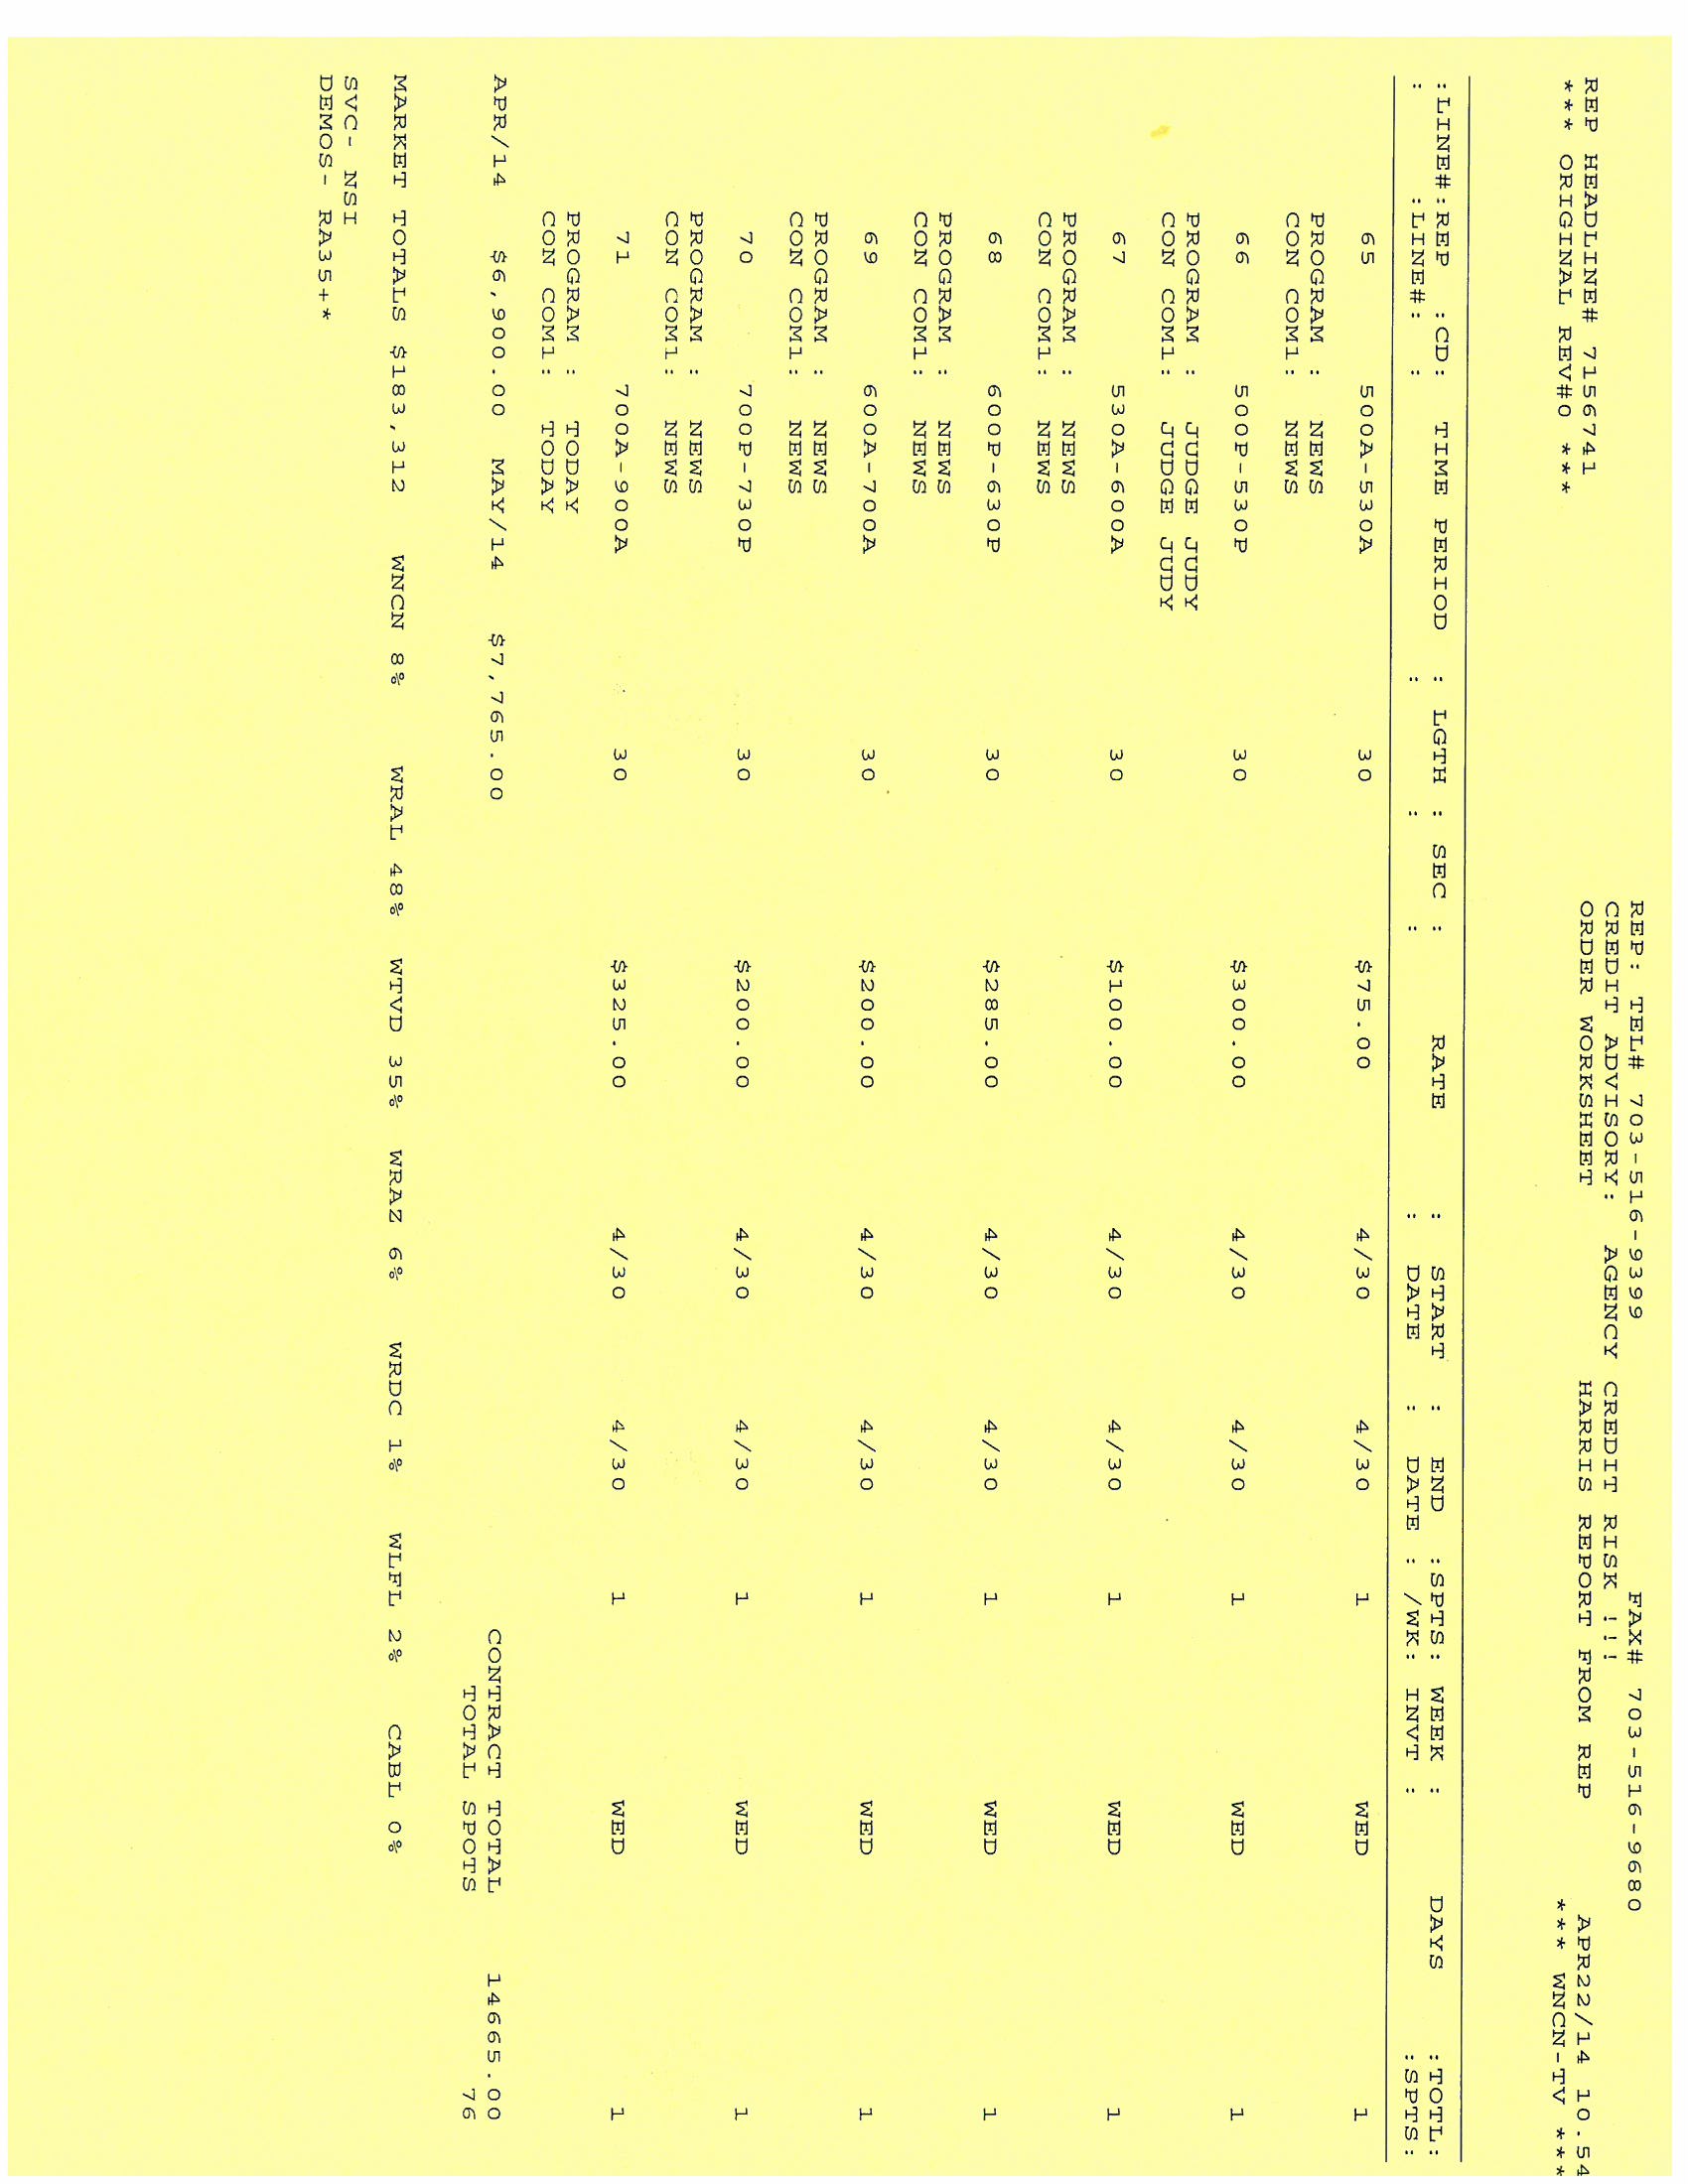 REP: TEL# 703-516-9399 FAX# 703-516-9680
CREDIT ADVISORY: AGENCY CREDIT RISK !!!
REP HEADLINE# 7156741 ORDER WORKSHEET HARRIS REPORT FROM REP APR22/14 10.54
*** ORIGINAL REV#0 *** *** WNCN-TV ***
:LINE#:REP :CD: TIME PERIOD : LGTH : SEC : RATE : START : END :SPTS: WEEK : DAYS :TOTL:
: :LINE#: : : : : : DATE : DATE : /WK: INVT : :SPTS:
65 500A-530A 30 $75.00 4/30 4/30 1 WED 1
PROGRAM : NEWS
CON COM1: NEWS
66 500P-530P 30 $300.00 4/30 4/30 1 WED 1
PROGRAM : JUDGE JUDY
CON COM1: JUDGE JUDY
67 530A-600A 30 $100.00 4/30 4/30 1 WED 1
PROGRAM : NEWS
CON COM1: NEWS
68 600P-630P 30 $285.00 4/30 4/30 1 WED 1
PROGRAM : NEWS
CON COM1: NEWS
69 600A-700A 30 $200.00 4/30 4/30 1 WED 1
PROGRAM : NEWS
CON COM1: NEWS
70 700P-730P 30 $200.00 4/30 4/30 1 WED 1
PROGRAM : NEWS
CON COM1: NEWS
71 700A-900A 30 $325.00 4/30 4/30 1 WED 1
PROGRAM : TODAY
CON COM1: TODAY
APR/14 $6,900.00 MAY/14 $7,765.00 CONTRACT TOTAL 14665.00
TOTAL SPOTS 76
MARKET TOTALS $183,312 WNCN 8% WRAL 48% WTVD 35% WRAZ 6% WRDC 1% WLFL 2% CABL 0%
SVC- NSI
DEMOS- RA35+*